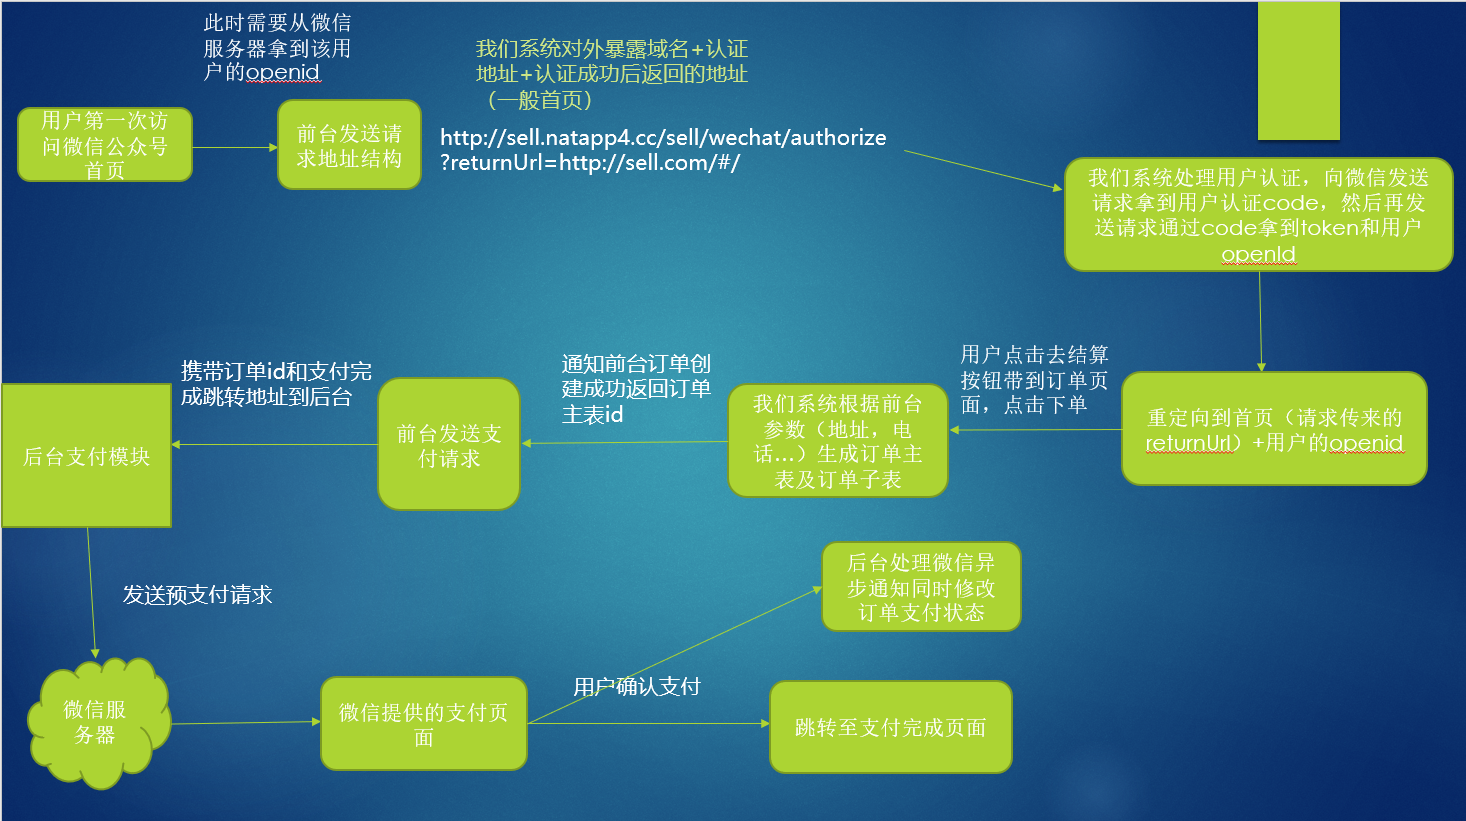 此时需要从微信
服务器拿到该用
户的openid
我们系统对外暴露域名+认证
地址+认证成功后返回的地址
（一般首页）
用户第一次访
问微信公众号
首页
前台发送请
求地址结构
http://sell.natapp4.cc/sell/wechat/authorize
?returnUrl=http://sell.com/#/
我们系统处理用户认证，向微信发送
请求拿到用户认证code，然后再发
送请求通过code拿到token和用户
openId
用户点击去结算
按钮带到订单页
面，点击下单
重定向到首页（请求传来的
returnUrl）+用户的openid
通知前台订单创
建成功返回订单
主表id
我们系统根据前台
参数（地址，电
话...）生成订单主
表及订单子表
携带订单id和支付完
成跳转地址到后台
前台发送支
付请求
后台支付模块
发送预支付请求
微信服
务器
微信提供的支付页
面
用户确认支付
后台处理微信异
步通知同时修改
订单支付状态
跳转至支付完成页面